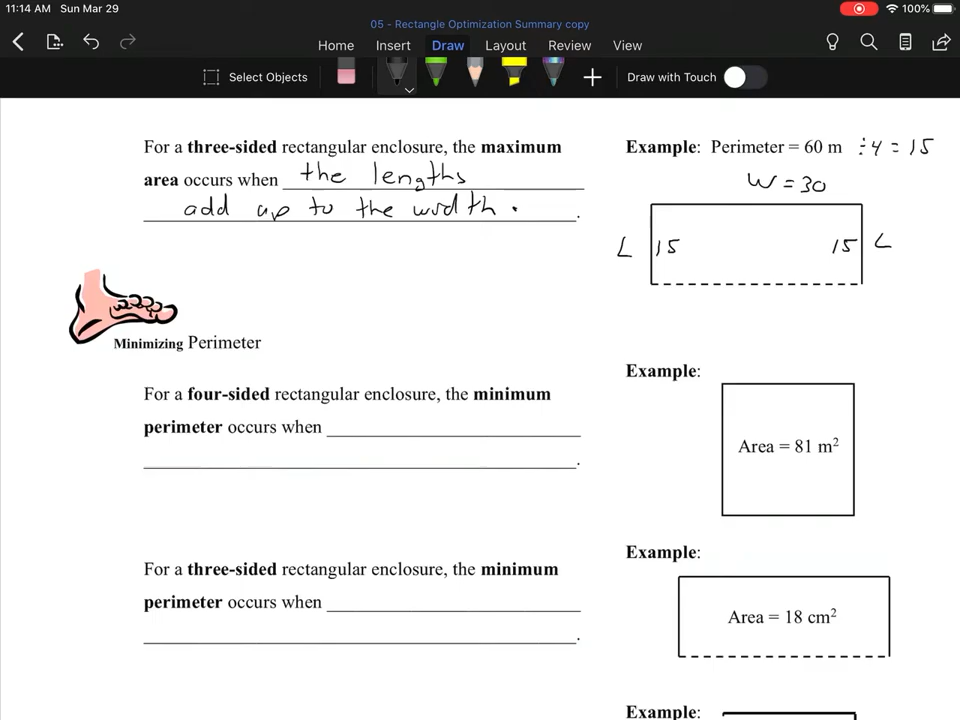 11:14 AM Sun Mar 29
100%
05 - Rectangle Optimization Summary copy
Home Insert Draw Layout Review View
Select Objects
Draw with Touch
For a three-sided rectangular enclosure, the maximum
area occurs when the lengths
add up to the width.
Example: Perimeter = 60 m ÷4 = 15
W = 30
L 15 15 L
Minimizing Perimeter
For a four-sided rectangular enclosure, the minimum
perimeter occurs when
Example:
Area = 81 m²
For a three-sided rectangular enclosure, the minimum
perimeter occurs when
Example:
Area = 18 cm²
Example: